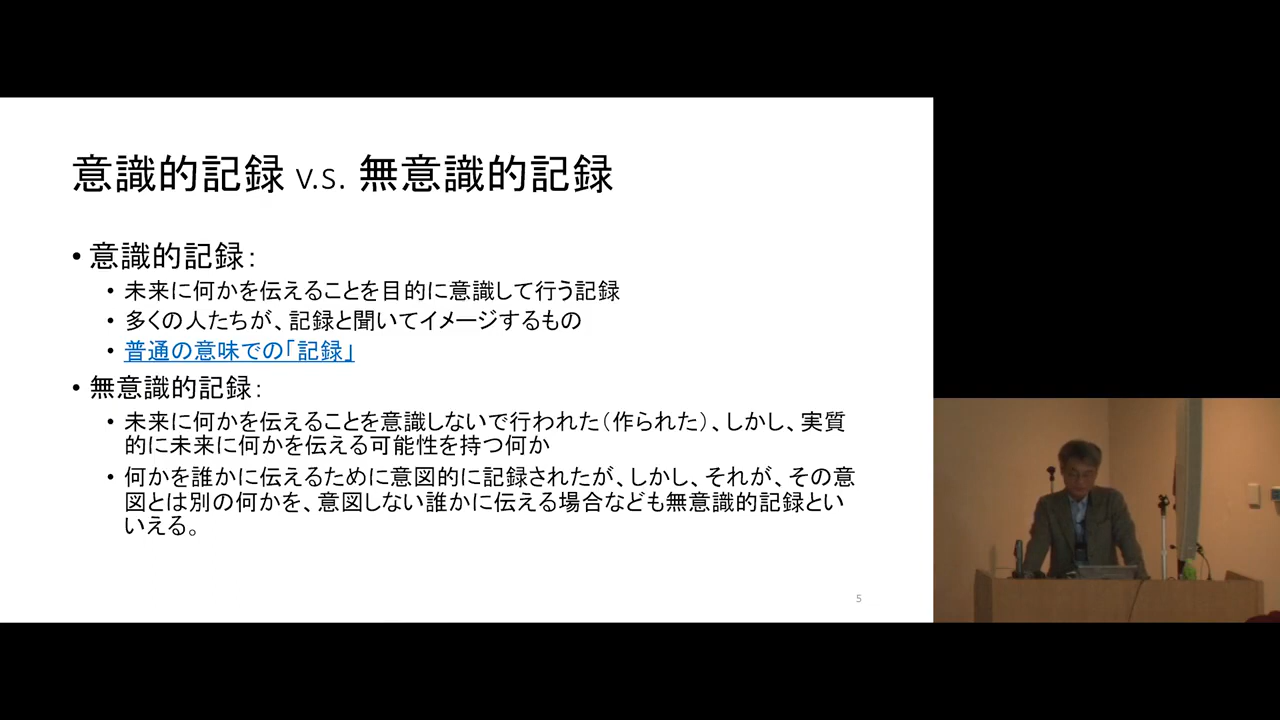 意識的記録 v.s. 無意識的記録
• 意識的記録：
• 未来に何かを伝えることを目的に意識して行う記録
• 多くの人たちが、記録と聞いてイメージするもの
• 普通の意味での「記録」
• 無意識的記録：
• 未来に何かを伝えることを意識しないで行われた（作られた）、しかし、実質
的に未来に何かを伝える可能性を持つ何か
• 何かを誰かに伝えるために意図的に記録されたが、しかし、それが、その意
図とは別の何かを、意図しない誰かに伝える場合なども無意識的記録とい
いえる。
5